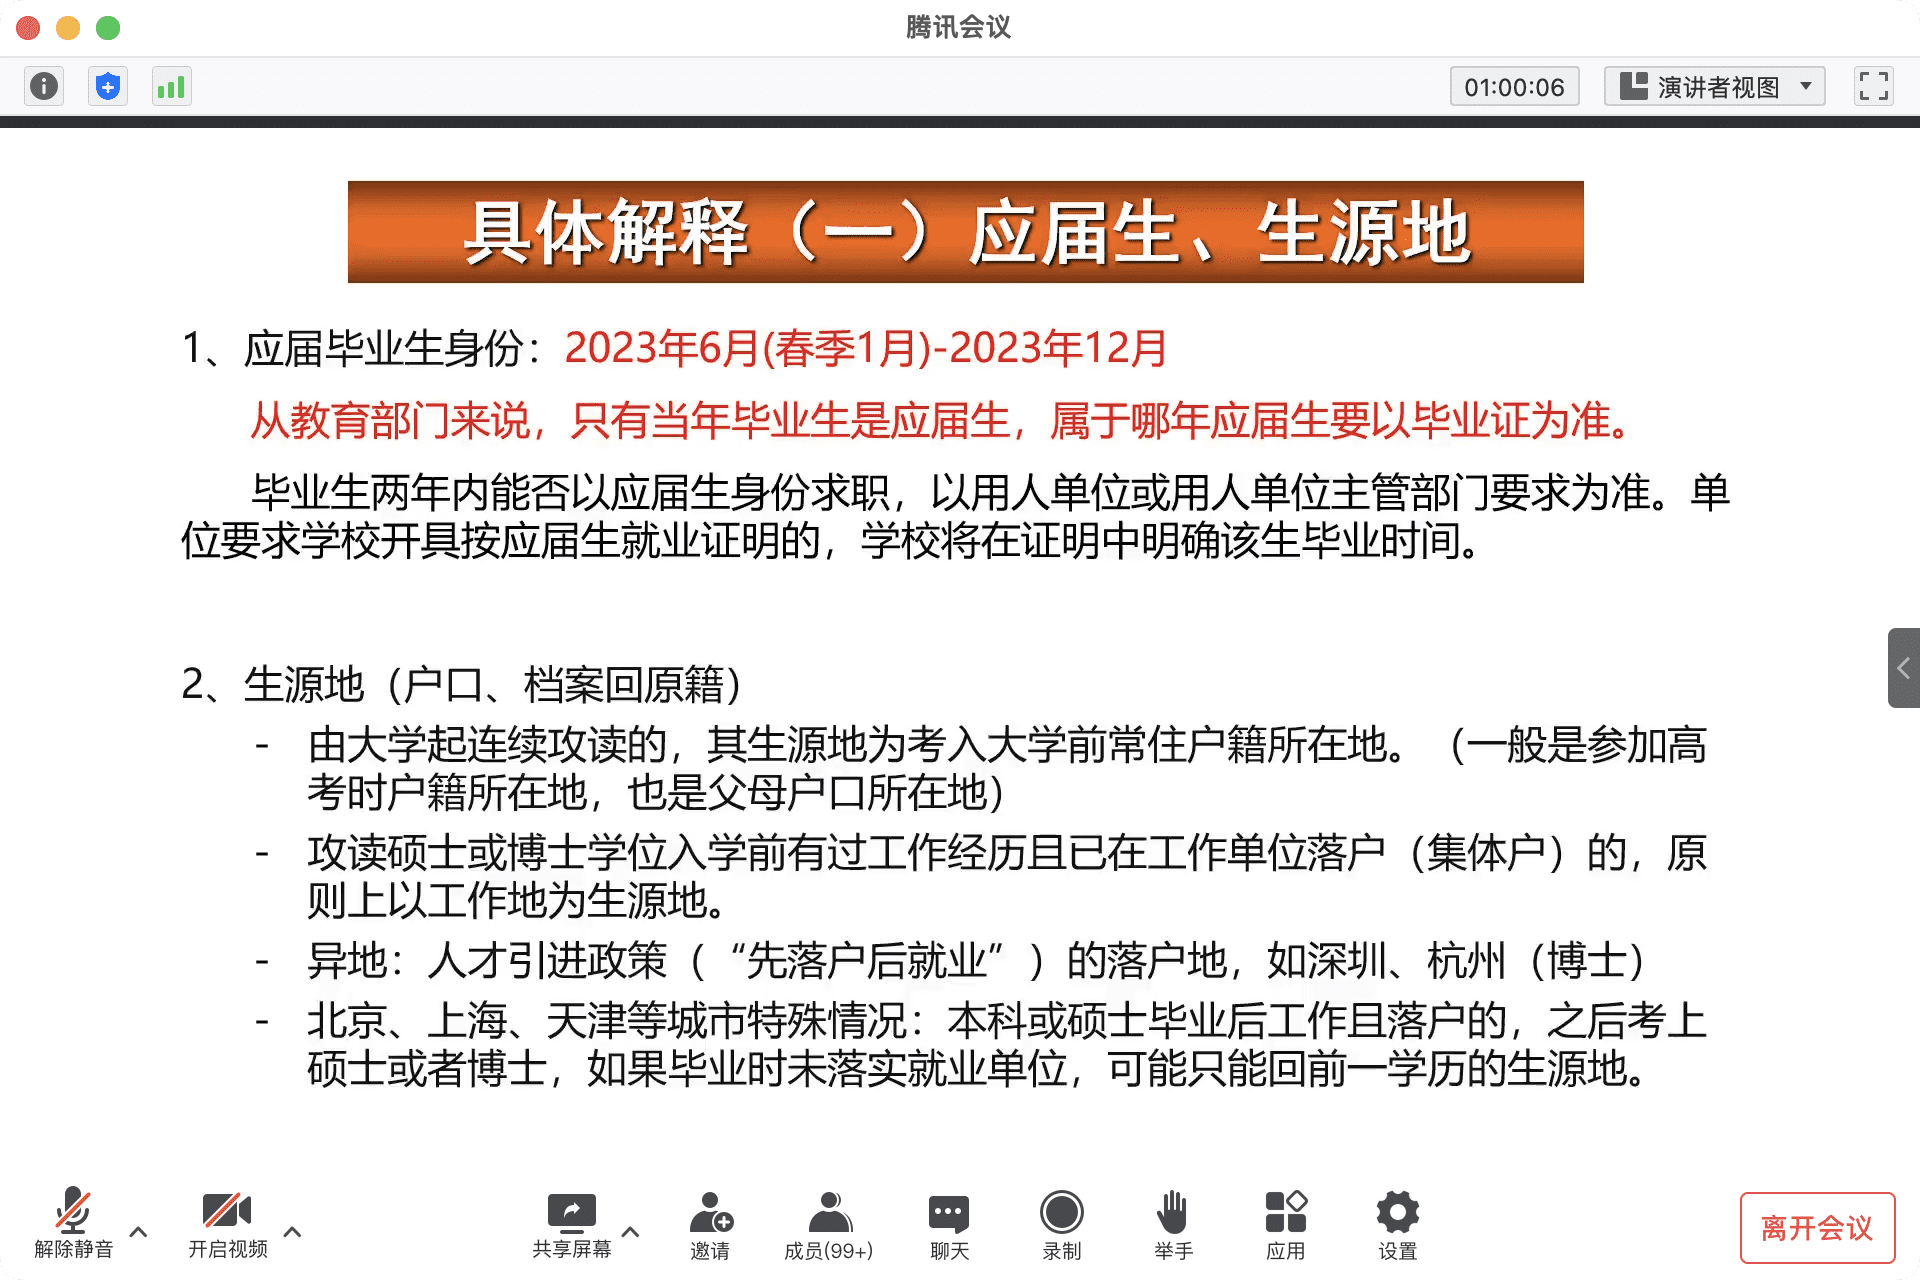 腾讯会议
01:00:06
演讲者视图
具体解释（一）应届生、生源地
1、应届毕业生身份：2023年6月(春季1月)-2023年12月
从教育部门来说，只有当年毕业生是应届生，属于哪年应届生要以毕业证为准。
毕业生两年内能否以应届生身份求职，以用人单位或用人单位主管部门要求为准。单
位要求学校开具按应届生就业证明的，学校将在证明中明确该生毕业时间。
2、生源地（户口、档案回原籍）
- 由大学起连续攻读的，其生源地为考入大学前常住户籍所在地。（一般是参加高
考时户籍所在地，也是父母户口所在地）
- 攻读硕士或博士学位入学前有过工作经历且已在工作单位落户（集体户）的，原
则上以工作地为生源地。
- 异地：人才引进政策（“先落户后就业”）的落户地，如深圳、杭州（博士）
- 北京、上海、天津等城市特殊情况：本科或硕士毕业后工作且落户的，之后考上
硕士或者博士，如果毕业时未落实就业单位，可能只能回前一学历的生源地。
解除静音
开启视频
共享屏幕
邀请
成员(99+)
聊天
录制
举手
应用
设置
离开会议